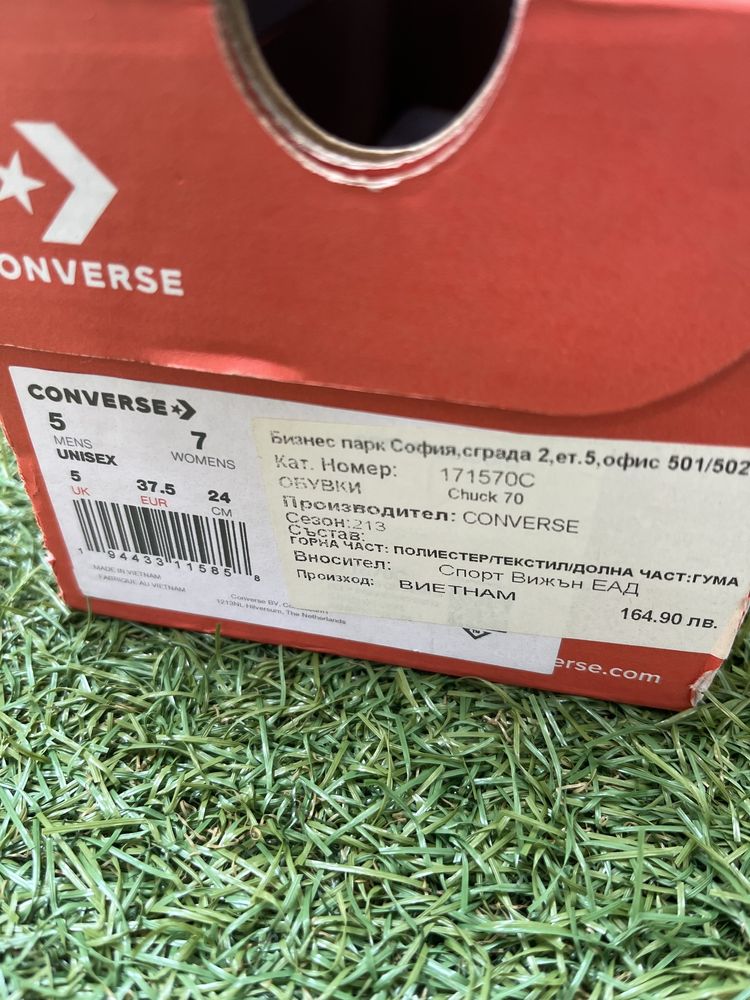 CONVERSE
CONVERSE
5
MENS
UNISEX
7
WOMENS
5
UK
37.5
EUR
24
CM
1 94433 11585 8
MADE IN VIETNAM
FABRIQUE AU VIETNAM
Converse BV,
1213NL-Hilversum, The Netherlands
Бизнес парк София,сграда 2,ет.5,офис 501/502
Кат. Номер: 171570C
ОБУВКИ Chuck 70
Производител: CONVERSE
Сезон:213
Състав:
ГОРНА ЧАСТ: ПОЛИЕСТЕР/ТЕКСТИЛ/ДОЛНА ЧАСТ:ГУМА
Вносител: Спорт Вижън ЕАД
Произход: ВИЕТНАМ
164.90 лв.
erse.com